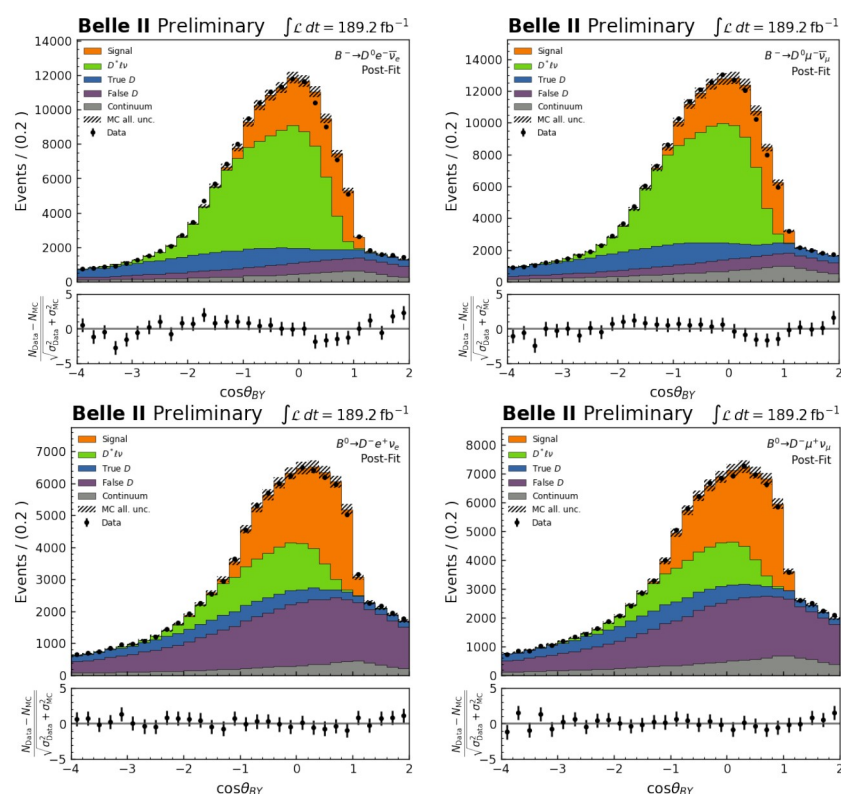 Belle II Preliminary ∫ℒ dt = 189.2 fb⁻¹
14000
12000
10000
8000
6000
4000
2000
0
Events / (0.2 )
Signal
D*ℓν
True D
False D
Continuum
MC all. unc.
Data
B⁻→D⁰e⁻ν̅ₑ
Post-Fit
5
0
−5
N_Data − N_MC
√σ²_Data + σ²_MC
−4 −3 −2 −1 0 1 2
cosθ_BY
Belle II Preliminary ∫ℒ dt = 189.2 fb⁻¹
14000
12000
10000
8000
6000
4000
2000
0
Events / (0.2 )
Signal
D*ℓν
True D
False D
Continuum
MC all. unc.
Data
B⁻→D⁰μ⁻ν̅_μ
Post-Fit
5
0
−5
N_Data − N_MC
√σ²_Data + σ²_MC
−4 −3 −2 −1 0 1 2
cosθ_BY
Belle II Preliminary ∫ℒ dt = 189.2 fb⁻¹
7000
6000
5000
4000
3000
2000
1000
0
Events / (0.2 )
Signal
D*ℓν
True D
False D
Continuum
MC all. unc.
Data
B⁰→D⁻e⁺νₑ
Post-Fit
5
0
−5
N_Data − N_MC
√σ²_Data + σ²_MC
−4 −3 −2 −1 0 1 2
cosθ_BY
Belle II Preliminary ∫ℒ dt = 189.2 fb⁻¹
8000
7000
6000
5000
4000
3000
2000
1000
0
Events / (0.2 )
Signal
D*ℓν
True D
False D
Continuum
MC all. unc.
Data
B⁰→D⁻μ⁺ν_μ
Post-Fit
5
0
−5
N_Data − N_MC
√σ²_Data + σ²_MC
−4 −3 −2 −1 0 1 2
cosθ_BY